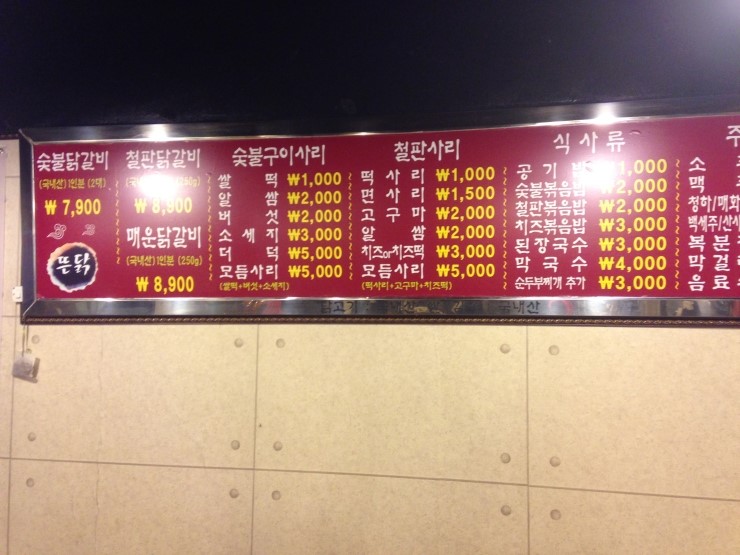 숯불닭갈비
(국내산)1인분 (2대)
₩ 7,900
뜬닭
철판닭갈비
₩ 8,900
매운닭갈비
(국내산)1인분 (250g)
₩ 8,900
숯불구이사리
쌀떡 ₩1,000
알쌈 ₩2,000
버섯 ₩2,000
소세지 ₩3,000
더덕 ₩5,000
모듬사리 ₩5,000
(쌀떡+버섯+소세지)
철판사리
떡사리 ₩1,000
면사리 ₩1,500
고구마 ₩2,000
알쌈 ₩2,000
치즈or치즈떡 ₩3,000
모듬사리 ₩5,000
(떡사리+고구마+치즈떡)
식사류
공기밥 ₩1,000
숯불볶음밥 ₩2,000
철판볶음밥 ₩2,000
치즈볶음밥 ₩3,000
된장국수 ₩3,000
막국수 ₩4,000
순두부찌개 추가 ₩3,000
주
소
맥
청하/매화
백세주/산사
복분
막걸
음료
닭고기 국내산